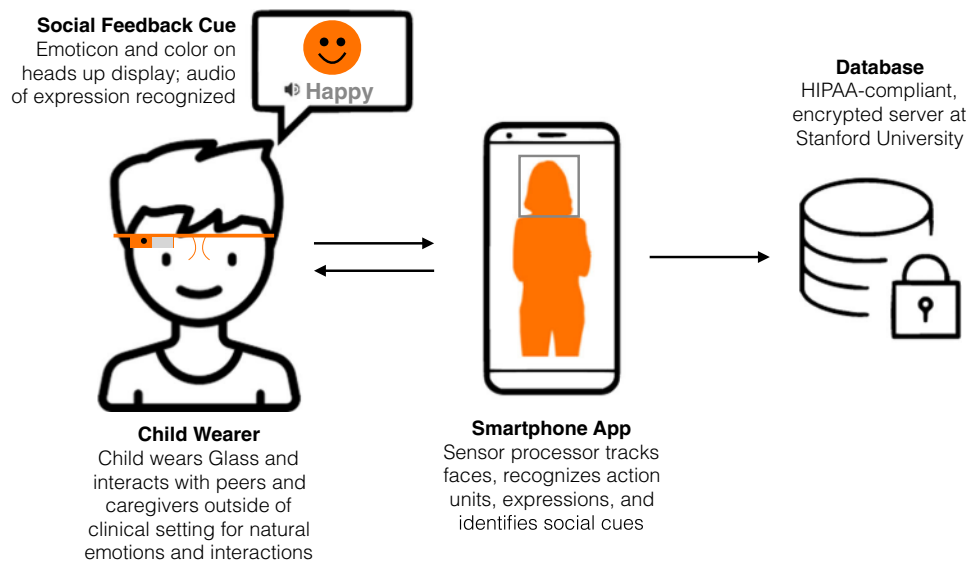 Social Feedback Cue
Emoticon and color on
heads up display; audio
of expression recognized
Happy
Database
HIPAA-compliant,
encrypted server at
Stanford University
Child Wearer
Child wears Glass and
interacts with peers and
caregivers outside of
clinical setting for natural
emotions and interactions
Smartphone App
Sensor processor tracks
faces, recognizes action
units, expressions, and
identifies social cues